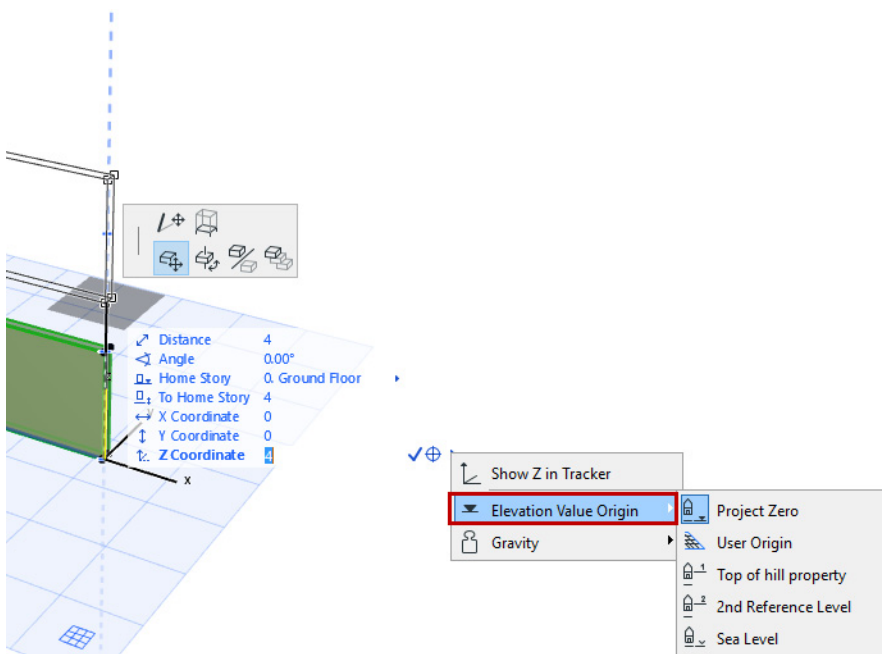 Distance 4
Angle 0.00°
Home Story 0. Ground Floor
To Home Story 4
X Coordinate 0
Y Coordinate 0
Z Coordinate 4
y
x
Show Z in Tracker
Elevation Value Origin
Gravity
Project Zero
User Origin
1 Top of hill property
2 2nd Reference Level
Sea Level